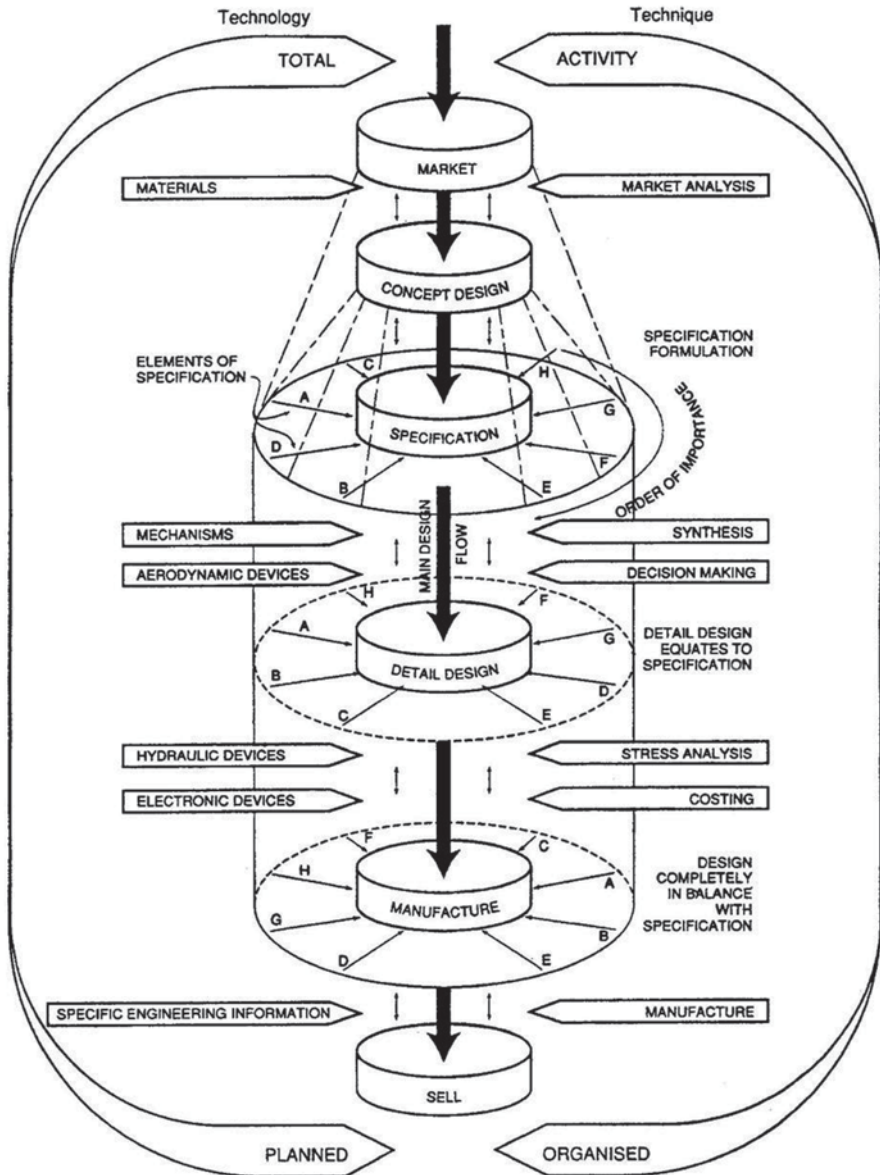 Technology
Technique
TOTAL
ACTIVITY
MARKET
MATERIALS
MARKET ANALYSIS
CONCEPT DESIGN
SPECIFICATION
FORMULATION
ELEMENTS OF
SPECIFICATION
C
H
A
G
SPECIFICATION
D
F
B
E
ORDER OF IMPORTANCE
MAIN DESIGN
FLOW
MECHANISMS
SYNTHESIS
AERODYNAMIC DEVICES
DECISION MAKING
H
F
A
G
DETAIL DESIGN
EQUATES TO
SPECIFICATION
DETAIL DESIGN
B
D
C
E
HYDRAULIC DEVICES
STRESS ANALYSIS
ELECTRONIC DEVICES
COSTING
F
C
H
A
DESIGN
COMPLETELY
IN BALANCE
WITH
SPECIFICATION
MANUFACTURE
G
B
D
E
SPECIFIC ENGINEERING INFORMATION
MANUFACTURE
SELL
PLANNED
ORGANISED